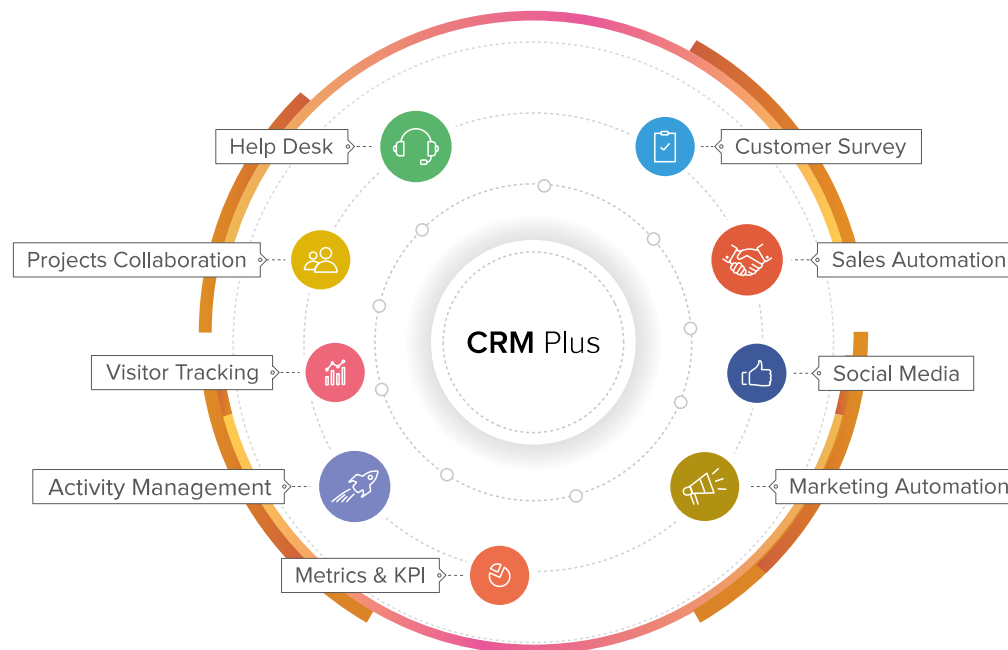 Help Desk
Customer Survey
Projects Collaboration
Sales Automation
CRM Plus
Visitor Tracking
Social Media
Activity Management
Marketing Automation
Metrics & KPI